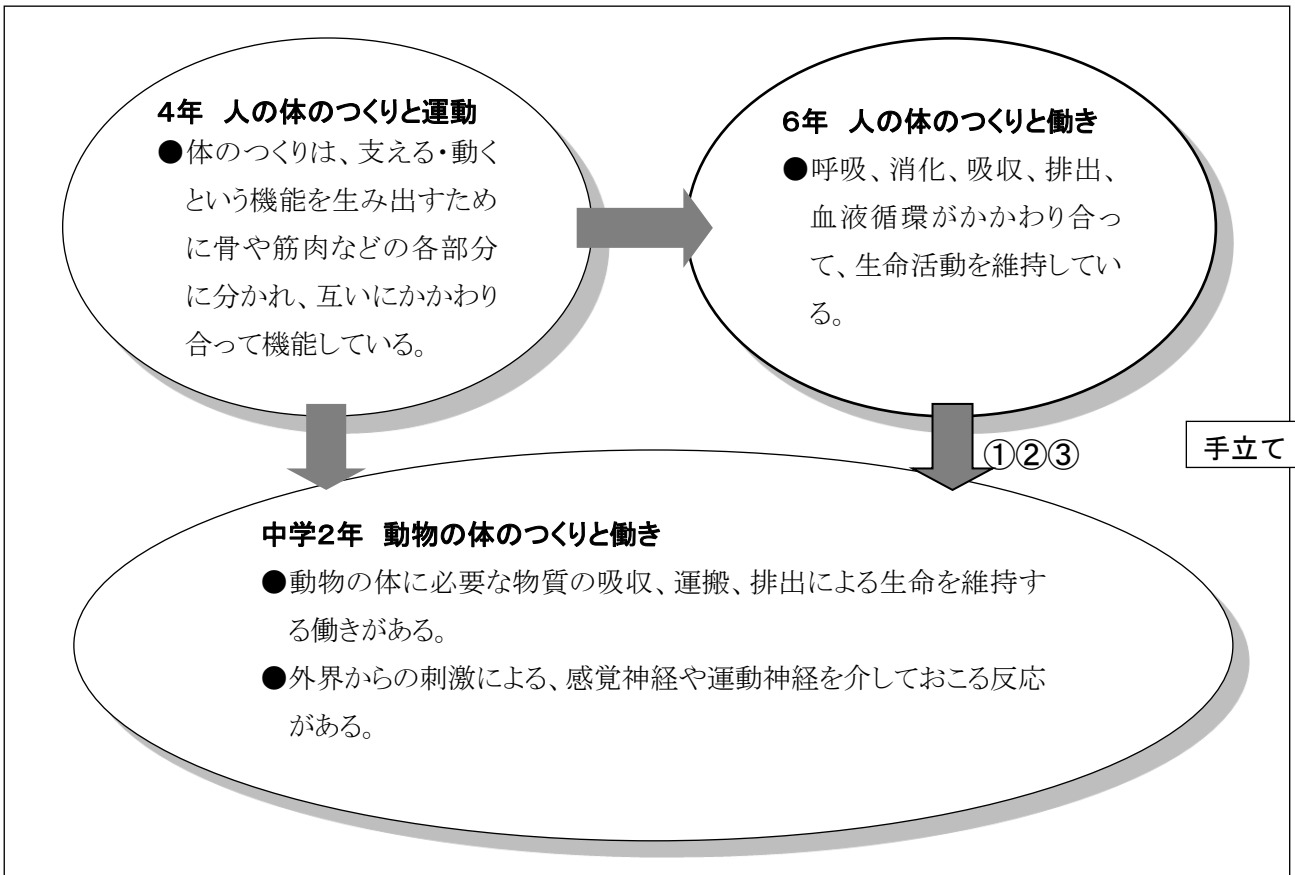 4年 人の体のつくりと運動
●体のつくりは、支える・動く
という機能を生み出すため
に骨や筋肉などの各部分
に分かれ、互いにかかわり
合って機能している。
6年 人の体のつくりと働き
●呼吸、消化、吸収、排出、
血液循環がかかわり合っ
て、生命活動を維持してい
る。
①②③
手立て
中学2年 動物の体のつくりと働き
●動物の体に必要な物質の吸収、運搬、排出による生命を維持す
る働きがある。
●外界からの刺激による、感覚神経や運動神経を介しておこる反応
がある。